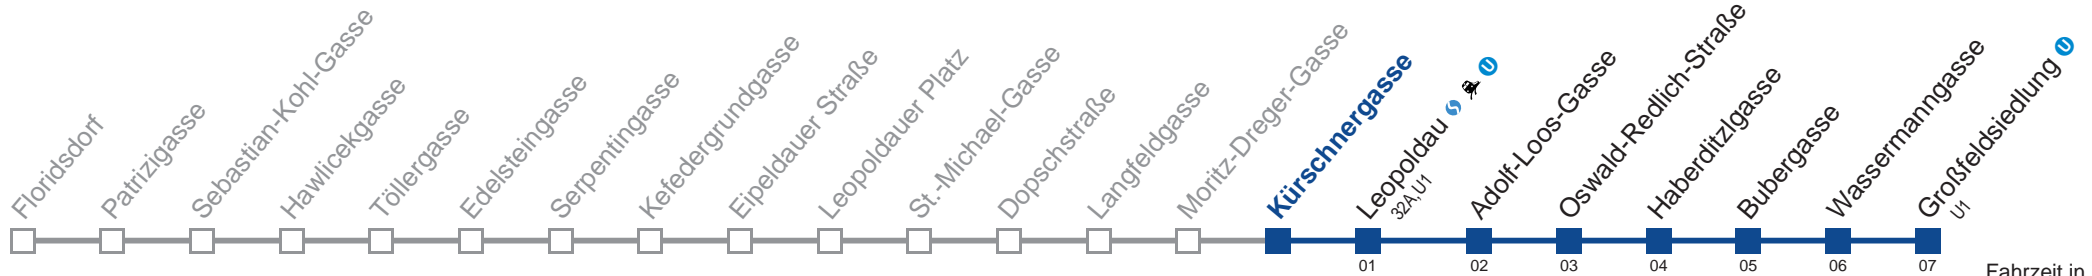 Floridsdorf
Patrizigasse
Sebastian-Kohl-Gasse
Hawlicekgasse
Töllergasse
Edelsteingasse
Serpentingasse
Kefedergrundgasse
Eipeldauer Straße
Leopoldauer Platz
St.-Michael-Gasse
Dopschstraße
Langfeldgasse
Moritz-Dreger-Gasse
Kürschnergasse
Leopoldau S U
32A, U1
Adolf-Loos-Gasse
Oswald-Redlich-Straße
Haberditzlgasse
Bubergasse
Wassermanngasse
Großfeldsiedlung U
U1
01 02 03 04 05 06 07
Fahrzeit in